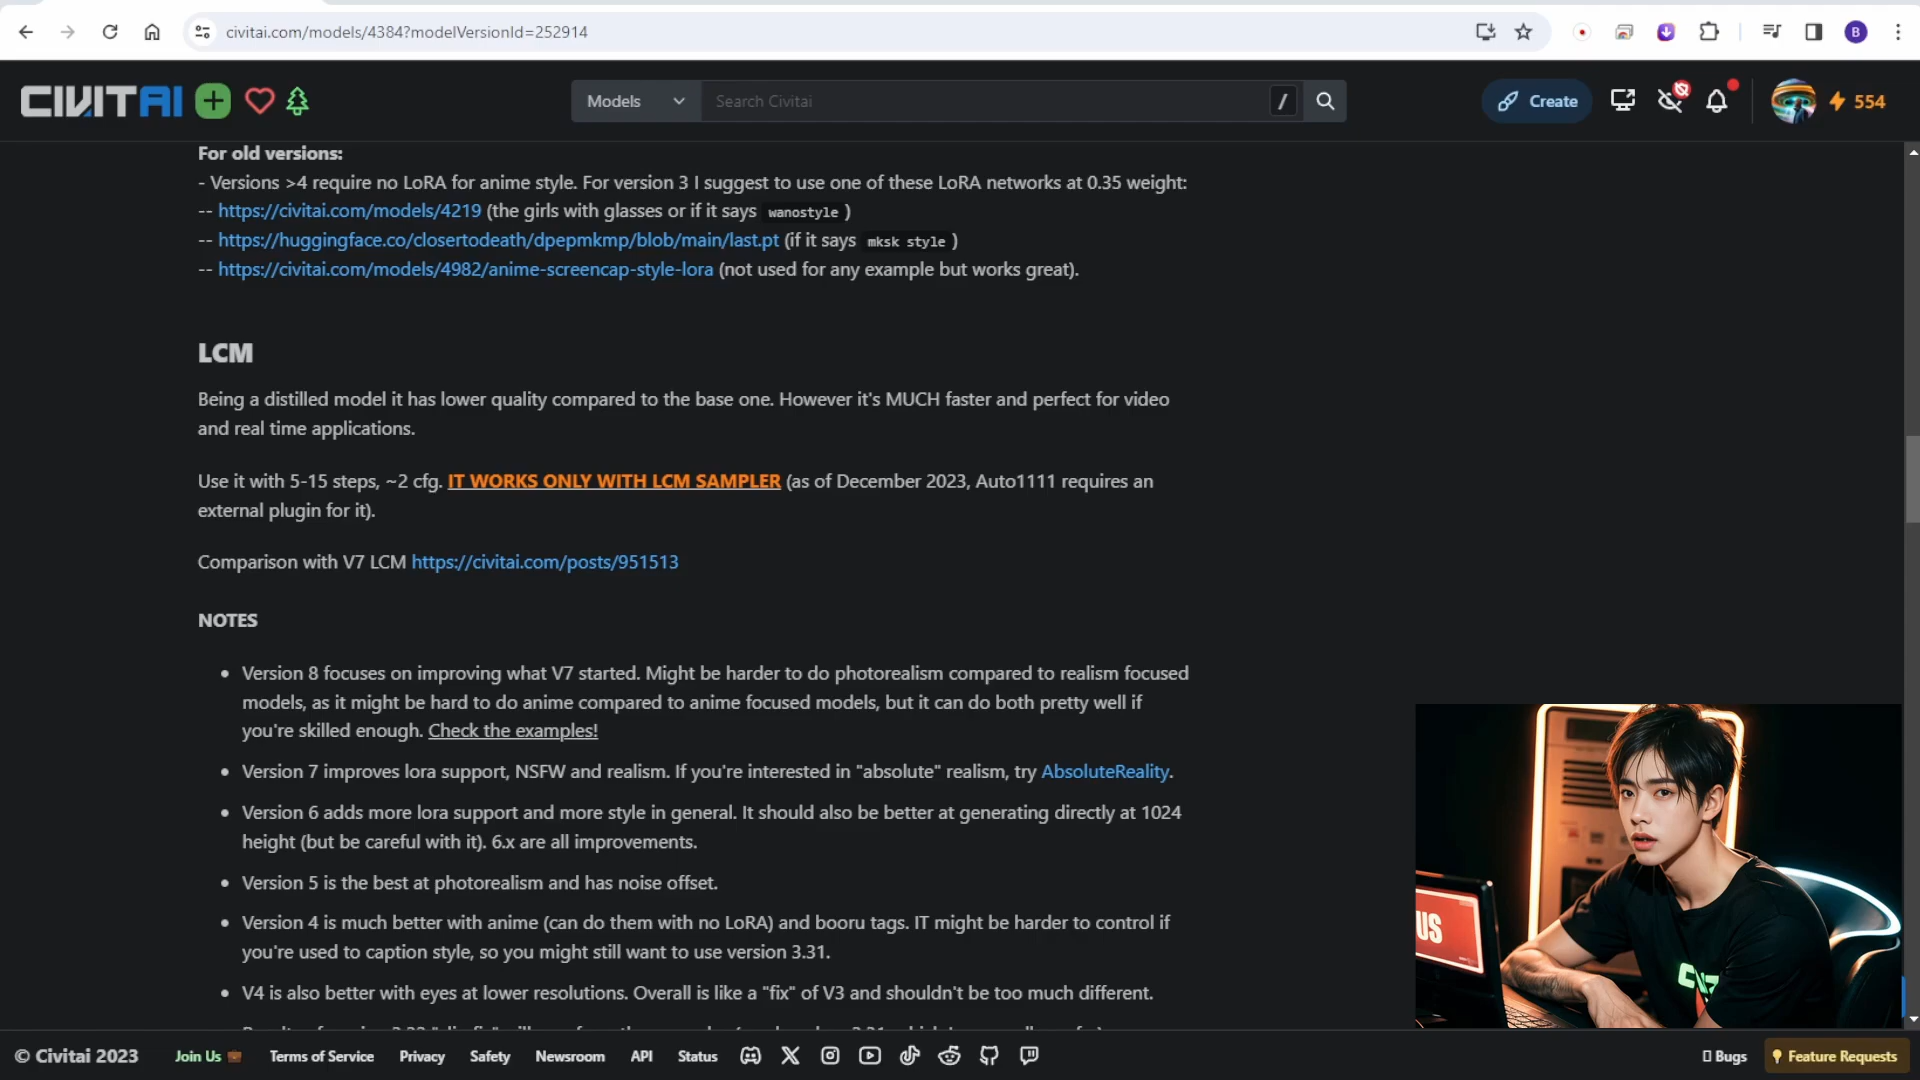 civitai.com/models/4384?modelVersionId=252914
B
CIVITAI
Models
Search Civitai
/
Create
554
For old versions:
- Versions >4 require no LoRA for anime style. For version 3 I suggest to use one of these LoRA networks at 0.35 weight:
-- https://civitai.com/models/4219 (the girls with glasses or if it says wanostyle )
-- https://huggingface.co/closertodeath/dpepmkmp/blob/main/last.pt (if it says mksk style )
-- https://civitai.com/models/4982/anime-screencap-style-lora (not used for any example but works great).
LCM
Being a distilled model it has lower quality compared to the base one. However it's MUCH faster and perfect for video
and real time applications.
Use it with 5-15 steps, ~2 cfg. IT WORKS ONLY WITH LCM SAMPLER (as of December 2023, Auto1111 requires an
external plugin for it).
Comparison with V7 LCM https://civitai.com/posts/951513
NOTES
• Version 8 focuses on improving what V7 started. Might be harder to do photorealism compared to realism focused
models, as it might be hard to do anime compared to anime focused models, but it can do both pretty well if
you're skilled enough. Check the examples!
• Version 7 improves lora support, NSFW and realism. If you're interested in "absolute" realism, try AbsoluteReality.
• Version 6 adds more lora support and more style in general. It should also be better at generating directly at 1024
height (but be careful with it). 6.x are all improvements.
• Version 5 is the best at photorealism and has noise offset.
• Version 4 is much better with anime (can do them with no LoRA) and booru tags. IT might be harder to control if
you're used to caption style, so you might still want to use version 3.31.
• V4 is also better with eyes at lower resolutions. Overall is like a "fix" of V3 and shouldn't be too much different.
US
© Civitai 2023
Join Us
Terms of Service
Privacy
Safety
Newsroom
API
Status
Bugs
Feature Requests